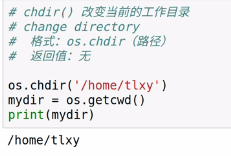 # chdir() 改变当前的工作目录
# change directory
#  格式：os.chdir（路径）
#  返回值：无
os.chdir('/home/tlxy')
mydir = os.getcwd()
print(mydir)
/home/tlxy